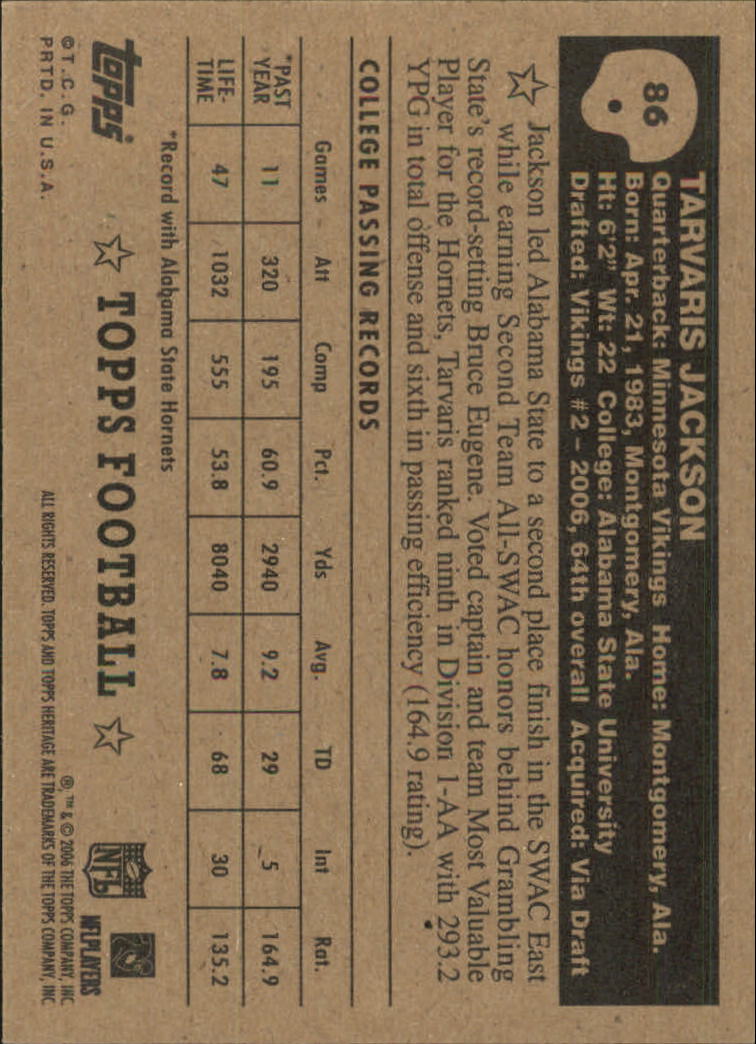 86
TARVARIS JACKSON
Quarterback: Minnesota Vikings Home: Montgomery, Ala.
Born: Apr. 21, 1983, Montgomery, Ala.
Ht: 6'2" Wt: 22 College: Alabama State University
Drafted: Vikings #2 – 2006, 64th overall Acquired: Via Draft
Jackson led Alabama State to a second place finish in the SWAC East
while earning Second Team All-SWAC honors behind Grambling
State's record-setting Bruce Eugene. Voted captain and team Most Valuable
Player for the Hornets, Tarvaris ranked ninth in Division 1-AA with 293.2
YPG in total offense and sixth in passing efficiency (164.9 rating).
COLLEGE PASSING RECORDS
Games Att Comp Pct. Yds Avg. TD Int Rat.
*PAST YEAR 11 320 195 60.9 2940 9.2 29 5 164.9
LIFE-TIME 47 1032 555 53.8 8040 7.8 68 30 135.2
*Record with Alabama State Hornets
topps TOPPS FOOTBALL NFL NFLPLAYERS
©T.C.G. ®, ™ & © 2006 THE TOPPS COMPANY, INC
PRTD. IN U.S.A. ALL RIGHTS RESERVED. TOPPS AND TOPPS HERITAGE ARE TRADEMARKS OF THE TOPPS COMPANY, INC